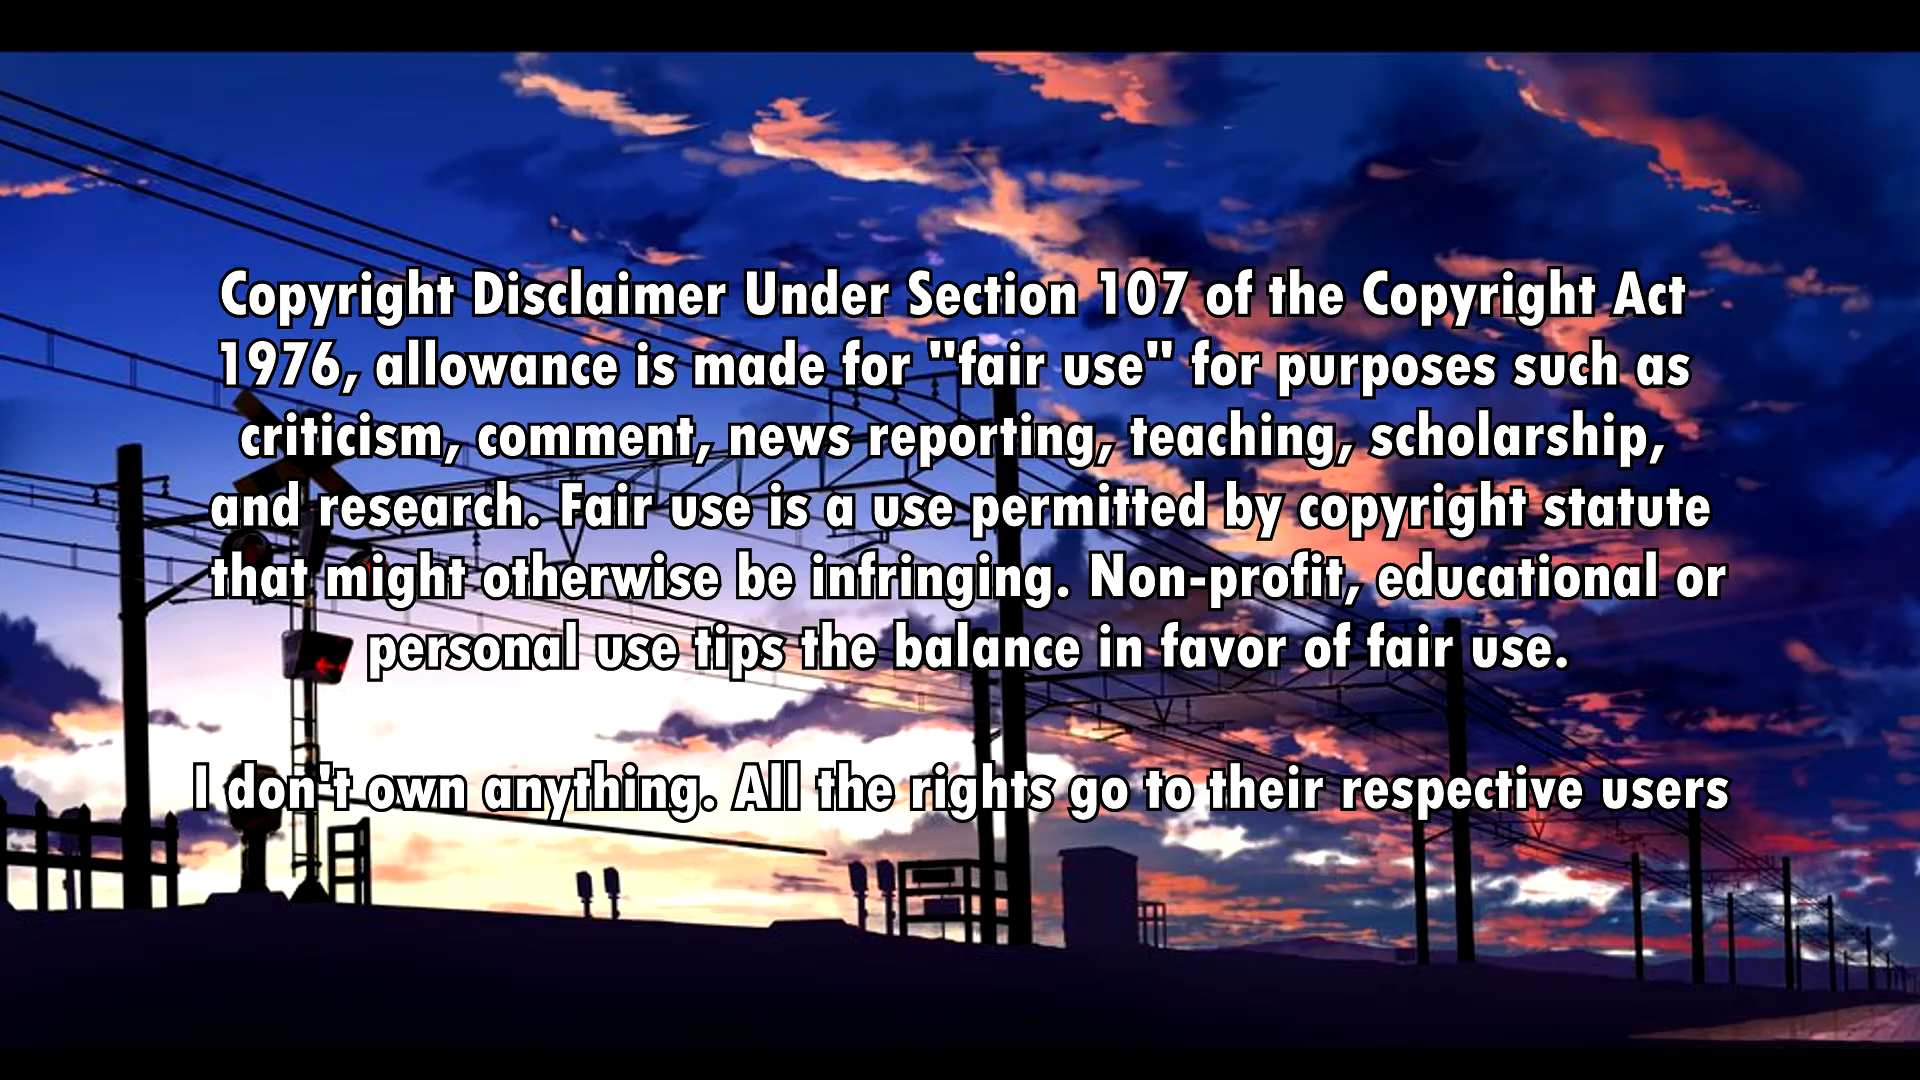 Copyright Disclaimer Under Section 107 of the Copyright Act
1976, allowance is made for "fair use" for purposes such as
criticism, comment, news reporting, teaching, scholarship,
and research. Fair use is a use permitted by copyright statute
that might otherwise be infringing. Non-profit, educational or
personal use tips the balance in favor of fair use.
I don't own anything. All the rights go to their respective users